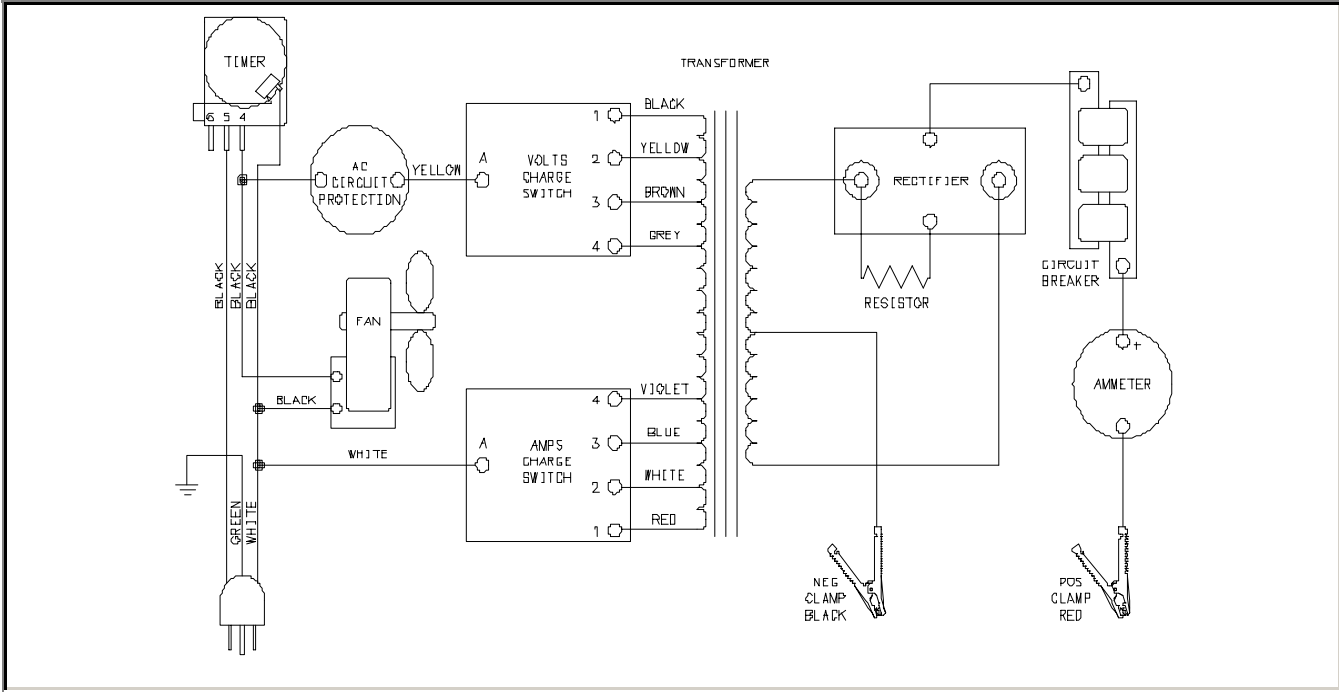 TIMER
6 5 4
TRANSFORMER
AC
CIRCUIT
PROTECTION
YELLOW
A
VOLTS
CHARGE
SWITCH
1
2
3
4
BLACK
YELLOW
BROWN
GREY
RECTIFIER
RESISTOR
CIRCUIT
BREAKER
+
AMMETER
BLACK
BLACK
BLACK
FAN
BLACK
WHITE
A
AMPS
CHARGE
SWITCH
4
3
2
1
VIOLET
BLUE
WHITE
RED
GREEN
WHITE
NEG
CLAMP
BLACK
POS
CLAMP
RED